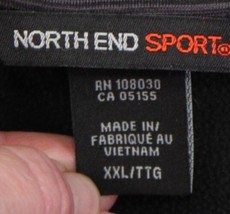 NORTH END SPORT®
RN 108030
CA 05155
MADE IN/
FABRIQUÉ AU
VIETNAM
XXL/TTG